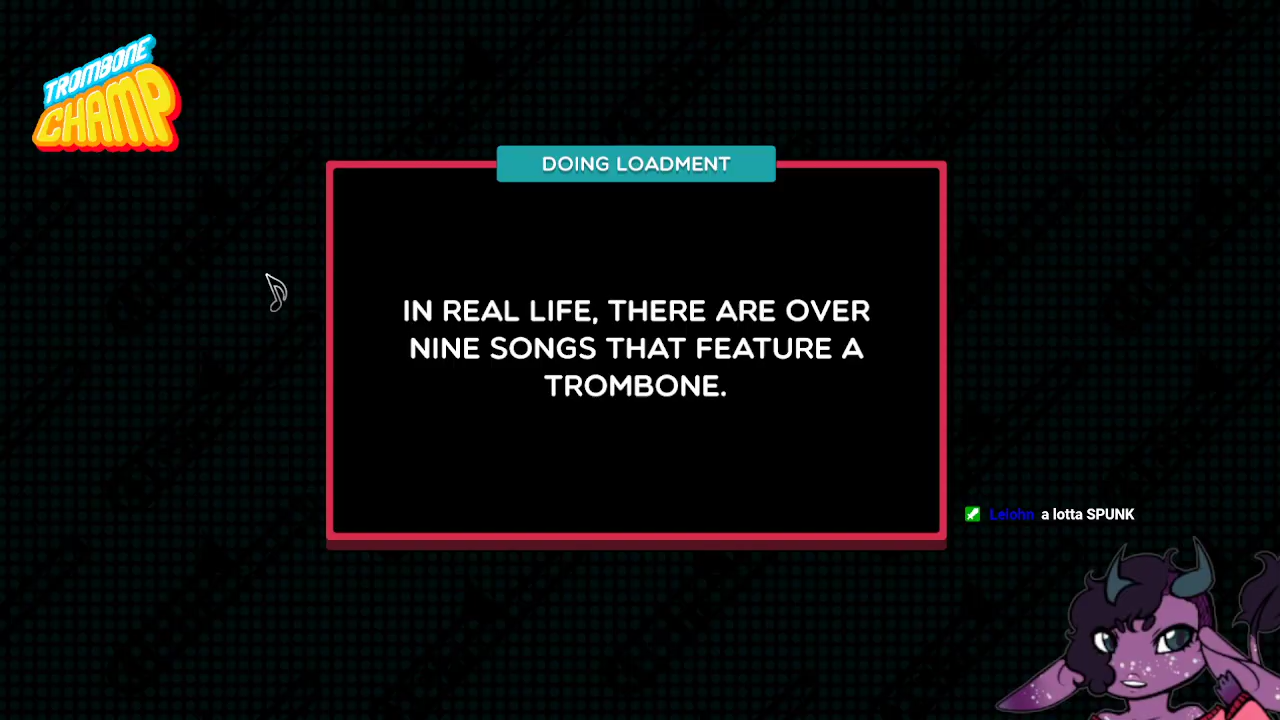 TROMBONE
CHAMP
DOING LOADMENT
IN REAL LIFE, THERE ARE OVER
NINE SONGS THAT FEATURE A
TROMBONE.
Leiohn a lotta SPUNK